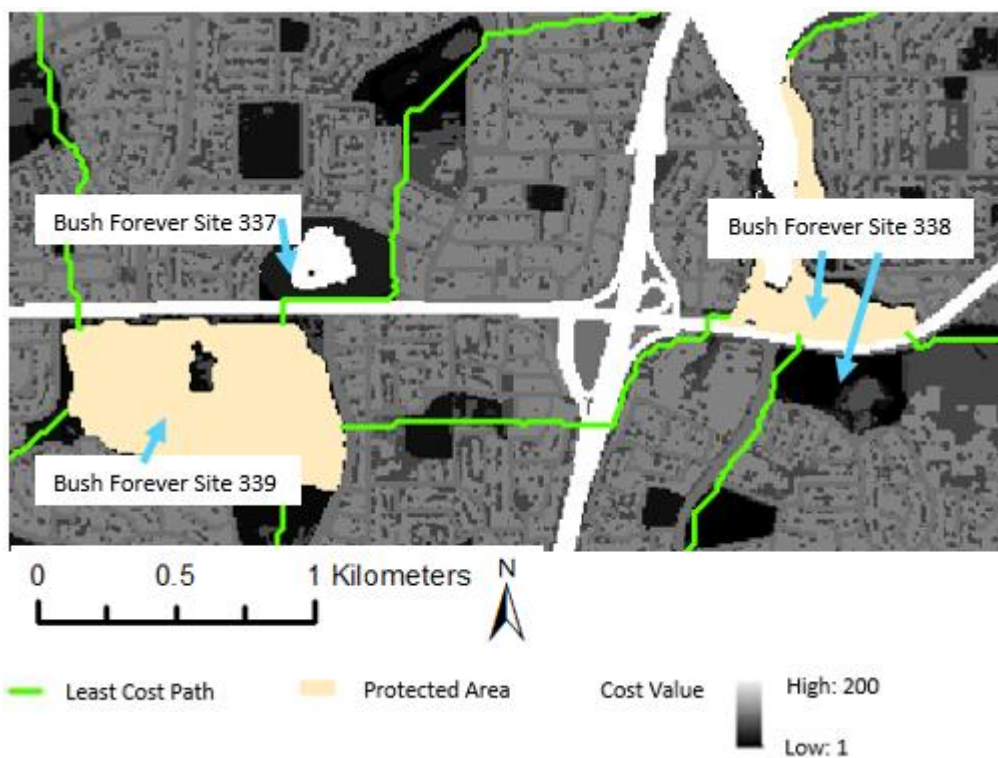 Bush Forever Site 337
Bush Forever Site 338
Bush Forever Site 339
0 0.5 1 Kilometers
N
Least Cost Path
Protected Area
Cost Value
High: 200
Low: 1